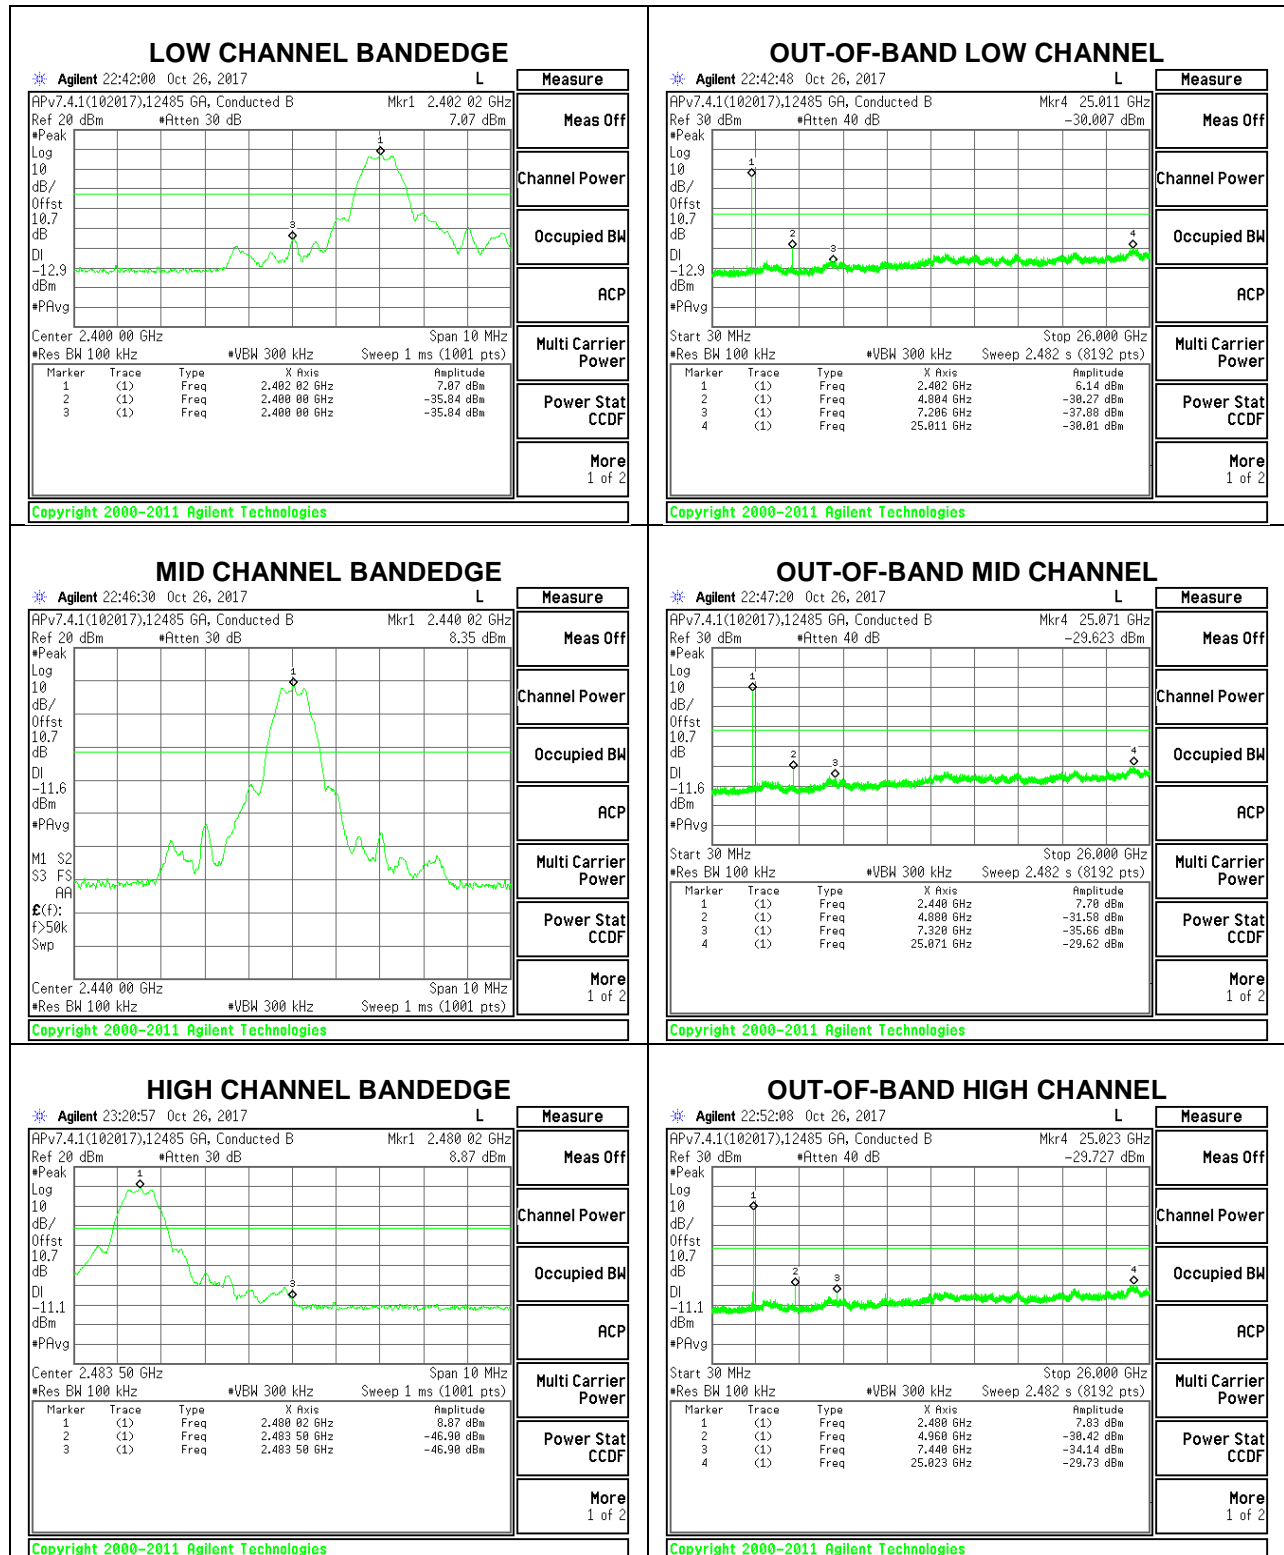 LOW CHANNEL BANDEDGE
Agilent 22:42:00 Oct 26, 2017 L Measure
APv7.4.1(102017),12485 GA, Conducted B Mkr1 2.402 02 GHz
Ref 20 dBm #Atten 30 dB 7.07 dBm Meas Off
#Peak
Log
10
dB/
Offst
10.7
dB
DI
-12.9
dBm
#PAvg
1
3
Channel Power
Occupied BW
ACP
Center 2.400 00 GHz Span 10 MHz
#Res BW 100 kHz #VBW 300 kHz Sweep 1 ms (1001 pts)
Multi Carrier
Power
Marker Trace Type X Axis Amplitude
1 (1) Freq 2.402 02 GHz 7.07 dBm
2 (1) Freq 2.400 00 GHz -35.84 dBm
3 (1) Freq 2.400 00 GHz -35.84 dBm
Power Stat
CCDF
More
1 of 2
Copyright 2000-2011 Agilent Technologies
OUT-OF-BAND LOW CHANNEL
Agilent 22:42:48 Oct 26, 2017 L Measure
APv7.4.1(102017),12485 GA, Conducted B Mkr4 25.011 GHz
Ref 30 dBm #Atten 40 dB -30.007 dBm Meas Off
#Peak
Log
10
dB/
Offst
10.7
dB
DI
-12.9
dBm
#PAvg
1
2
3
4
Channel Power
Occupied BW
ACP
Start 30 MHz Stop 26.000 GHz
#Res BW 100 kHz #VBW 300 kHz Sweep 2.482 s (8192 pts)
Multi Carrier
Power
Marker Trace Type X Axis Amplitude
1 (1) Freq 2.402 GHz 6.14 dBm
2 (1) Freq 4.804 GHz -30.27 dBm
3 (1) Freq 7.206 GHz -37.88 dBm
4 (1) Freq 25.011 GHz -30.01 dBm
Power Stat
CCDF
More
1 of 2
Copyright 2000-2011 Agilent Technologies
MID CHANNEL BANDEDGE
Agilent 22:46:30 Oct 26, 2017 L Measure
APv7.4.1(102017),12485 GA, Conducted B Mkr1 2.440 02 GHz
Ref 20 dBm #Atten 30 dB 8.35 dBm Meas Off
#Peak
Log
10
dB/
Offst
10.7
dB
DI
-11.6
dBm
#PAvg
M1 S2
S3 FS
AA
£(f):
f>50k
Swp
1
Channel Power
Occupied BW
ACP
Multi Carrier
Power
Power Stat
CCDF
Center 2.440 00 GHz Span 10 MHz
#Res BW 100 kHz #VBW 300 kHz Sweep 1 ms (1001 pts)
More
1 of 2
Copyright 2000-2011 Agilent Technologies
OUT-OF-BAND MID CHANNEL
Agilent 22:47:20 Oct 26, 2017 L Measure
APv7.4.1(102017),12485 GA, Conducted B Mkr4 25.071 GHz
Ref 30 dBm #Atten 40 dB -29.623 dBm Meas Off
#Peak
Log
10
dB/
Offst
10.7
dB
DI
-11.6
dBm
#PAvg
1
2
3
4
Channel Power
Occupied BW
ACP
Start 30 MHz Stop 26.000 GHz
#Res BW 100 kHz #VBW 300 kHz Sweep 2.482 s (8192 pts)
Multi Carrier
Power
Marker Trace Type X Axis Amplitude
1 (1) Freq 2.440 GHz 7.70 dBm
2 (1) Freq 4.880 GHz -31.58 dBm
3 (1) Freq 7.320 GHz -35.66 dBm
4 (1) Freq 25.071 GHz -29.62 dBm
Power Stat
CCDF
More
1 of 2
Copyright 2000-2011 Agilent Technologies
HIGH CHANNEL BANDEDGE
Agilent 23:20:57 Oct 26, 2017 L Measure
APv7.4.1(102017),12485 GA, Conducted B Mkr1 2.480 02 GHz
Ref 20 dBm #Atten 30 dB 8.87 dBm Meas Off
#Peak
Log
10
dB/
Offst
10.7
dB
DI
-11.1
dBm
#PAvg
1
3
Channel Power
Occupied BW
ACP
Center 2.483 50 GHz Span 10 MHz
#Res BW 100 kHz #VBW 300 kHz Sweep 1 ms (1001 pts)
Multi Carrier
Power
Marker Trace Type X Axis Amplitude
1 (1) Freq 2.480 02 GHz 8.87 dBm
2 (1) Freq 2.483 50 GHz -46.90 dBm
3 (1) Freq 2.483 50 GHz -46.90 dBm
Power Stat
CCDF
More
1 of 2
Copyright 2000-2011 Agilent Technologies
OUT-OF-BAND HIGH CHANNEL
Agilent 22:52:08 Oct 26, 2017 L Measure
APv7.4.1(102017),12485 GA, Conducted B Mkr4 25.023 GHz
Ref 30 dBm #Atten 40 dB -29.727 dBm Meas Off
#Peak
Log
10
dB/
Offst
10.7
dB
DI
-11.1
dBm
#PAvg
1
2
3
4
Channel Power
Occupied BW
ACP
Start 30 MHz Stop 26.000 GHz
#Res BW 100 kHz #VBW 300 kHz Sweep 2.482 s (8192 pts)
Multi Carrier
Power
Marker Trace Type X Axis Amplitude
1 (1) Freq 2.480 GHz 7.83 dBm
2 (1) Freq 4.960 GHz -30.42 dBm
3 (1) Freq 7.440 GHz -34.14 dBm
4 (1) Freq 25.023 GHz -29.73 dBm
Power Stat
CCDF
More
1 of 2
Copyright 2000-2011 Agilent Technologies